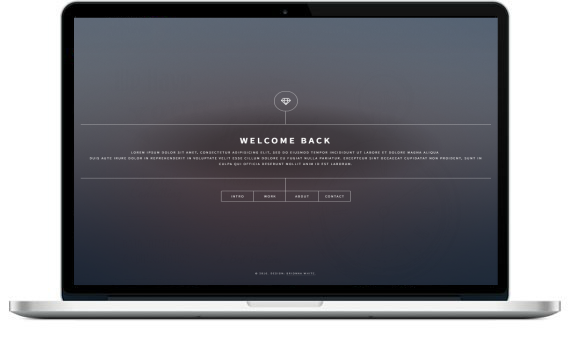 WELCOME BACK
LOREM IPSUM DOLOR SIT AMET, CONSECTETUR ADIPISICING ELIT, SED DO EIUSMOD TEMPOR INCIDIDUNT UT LABORE ET DOLORE MAGNA ALIQUA.
DUIS AUTE IRURE DOLOR IN REPREHENDERIT IN VOLUPTATE VELIT ESSE CILLUM DOLORE EU FUGIAT NULLA PARIATUR. EXCEPTEUR SINT OCCAECAT CUPIDATAT NON PROIDENT, SUNT IN
CULPA QUI OFFICIA DESERUNT MOLLIT ANIM ID EST LABORUM.
INTRO WORK ABOUT CONTACT
DESIGN: